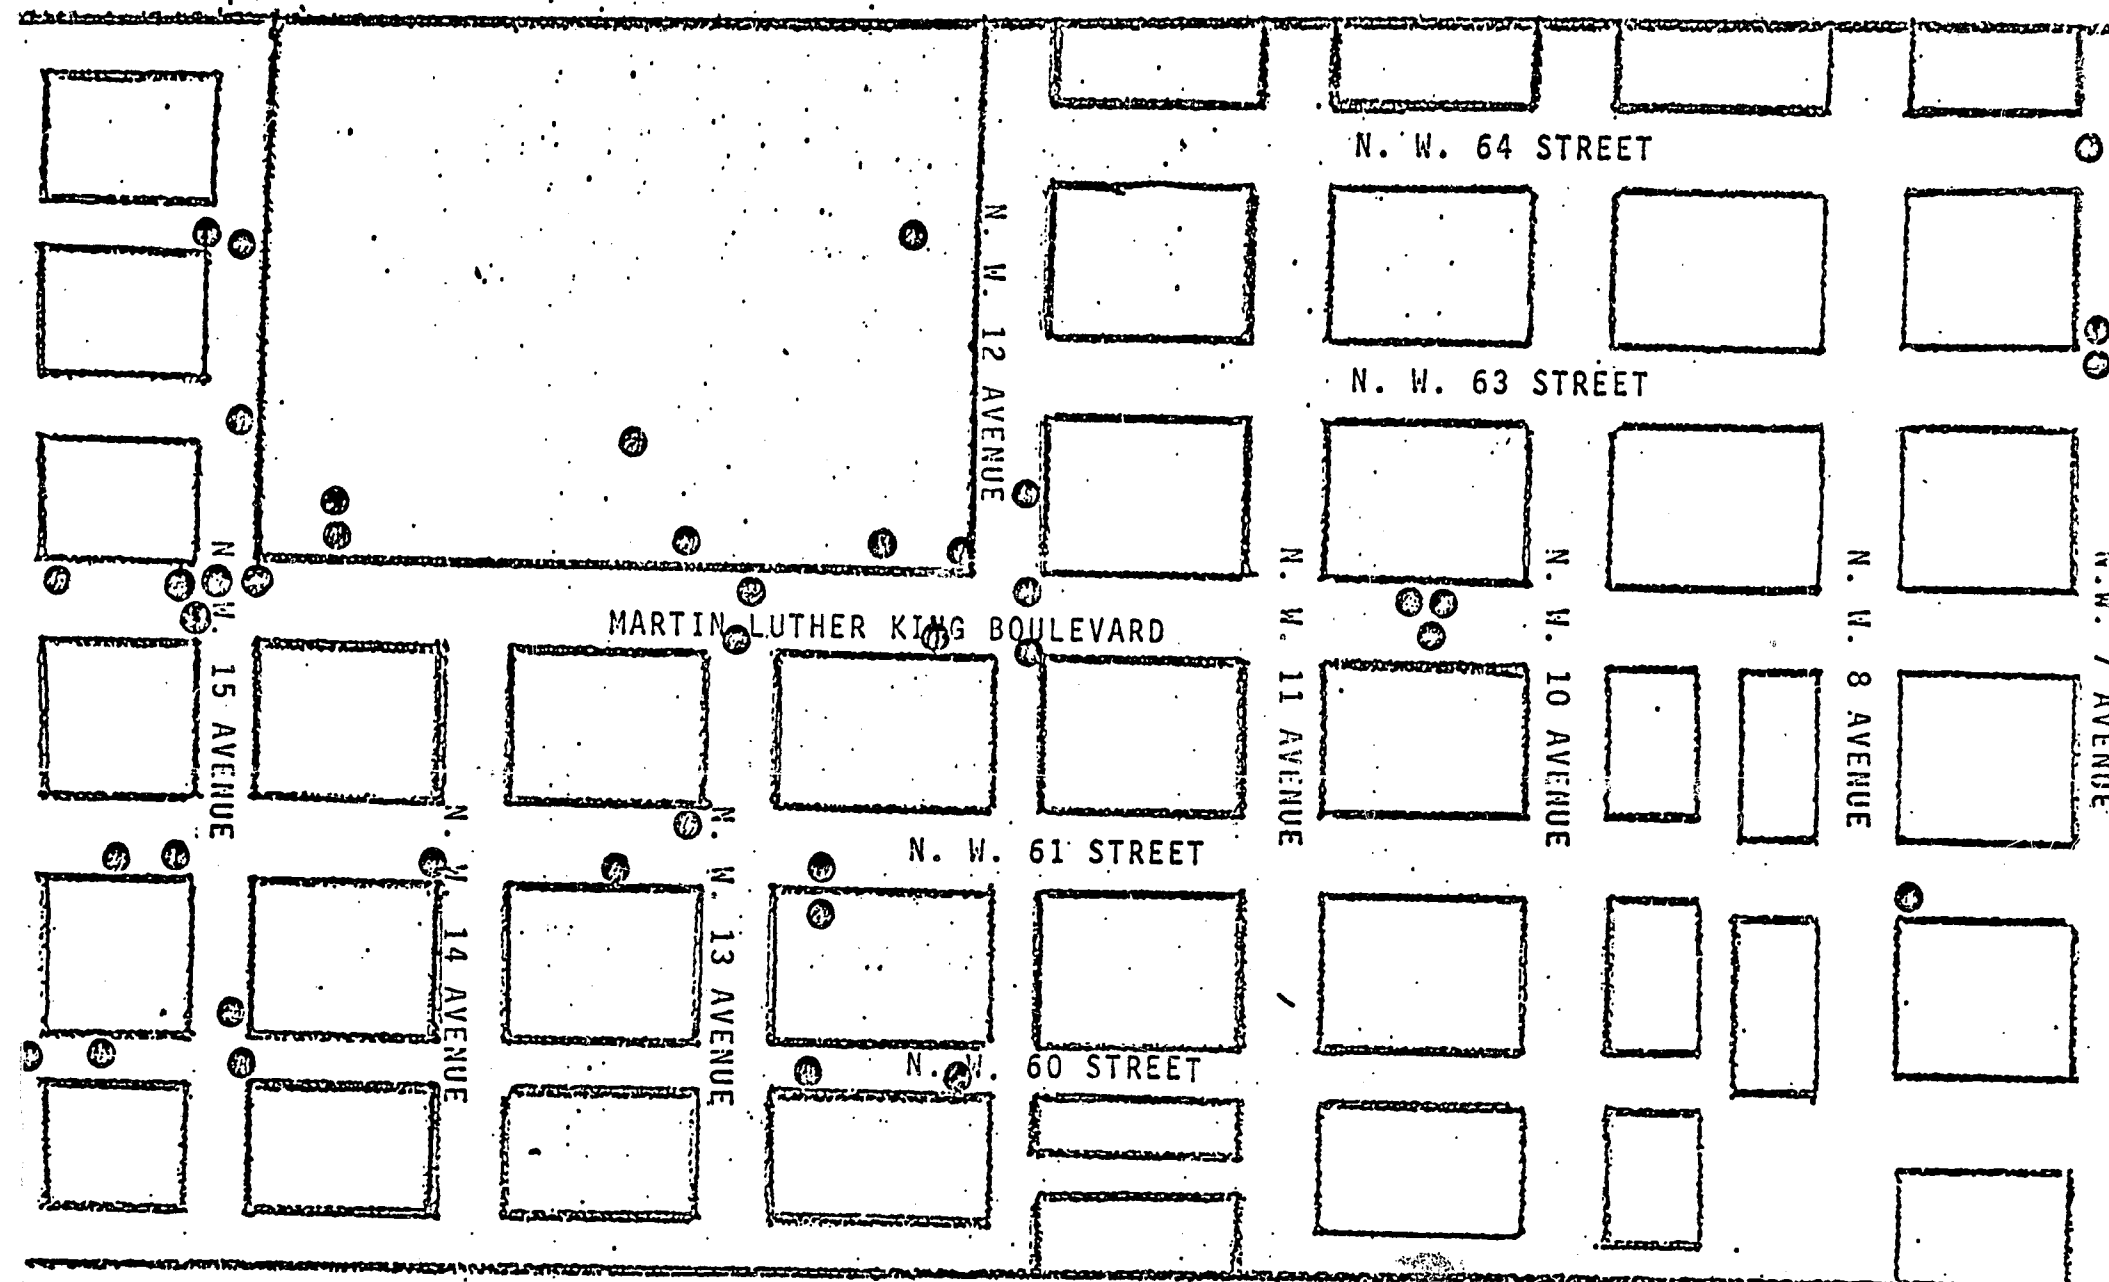 N. W. 64 STREET
N. W. 12 AVENUE
N. W. 63 STREET
MARTIN LUTHER KING BOULEVARD
N. W. 15 AVENUE
N. W. 11 AVENUE
N. W. 10 AVENUE
N. W. 8 AVENUE
N.W. 7 AVENUE
N. W. 61 STREET
N. W. 14 AVENUE
N. W. 13 AVENUE
N. W. 60 STREET